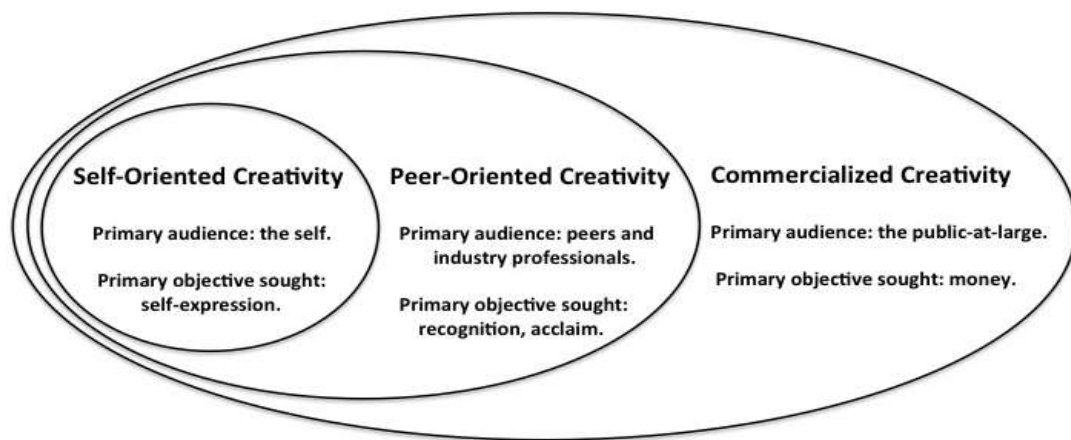 Self-Oriented Creativity
Primary audience: the self.
Primary objective sought:
self-expression.
Peer-Oriented Creativity
Primary audience: peers and
industry professionals.
Primary objective sought:
recognition, acclaim.
Commercialized Creativity
Primary audience: the public-at-large.
Primary objective sought: money.